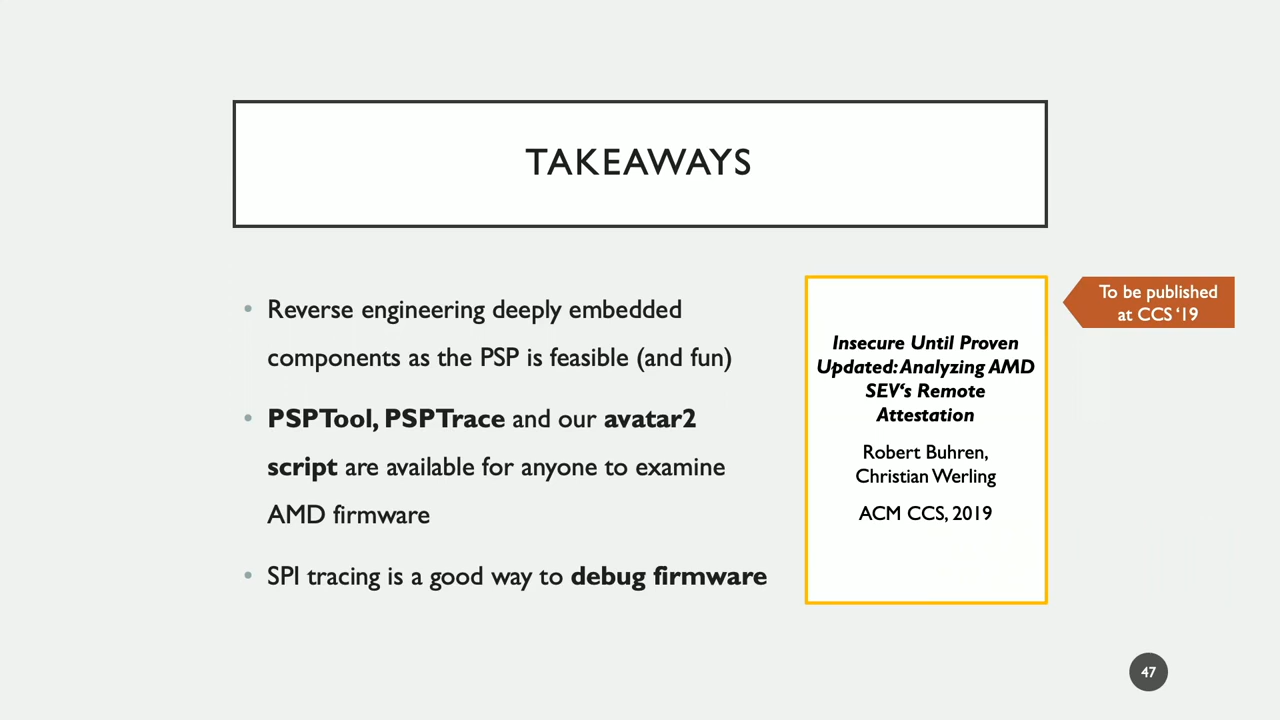 TAKEAWAYS
• Reverse engineering deeply embedded
components as the PSP is feasible (and fun)
• PSPTool, PSPTrace and our avatar2
script are available for anyone to examine
AMD firmware
• SPI tracing is a good way to debug firmware
Insecure Until Proven
Updated: Analyzing AMD
SEV‘s Remote
Attestation
Robert Buhren,
Christian Werling
ACM CCS, 2019
To be published
at CCS ‘19
47